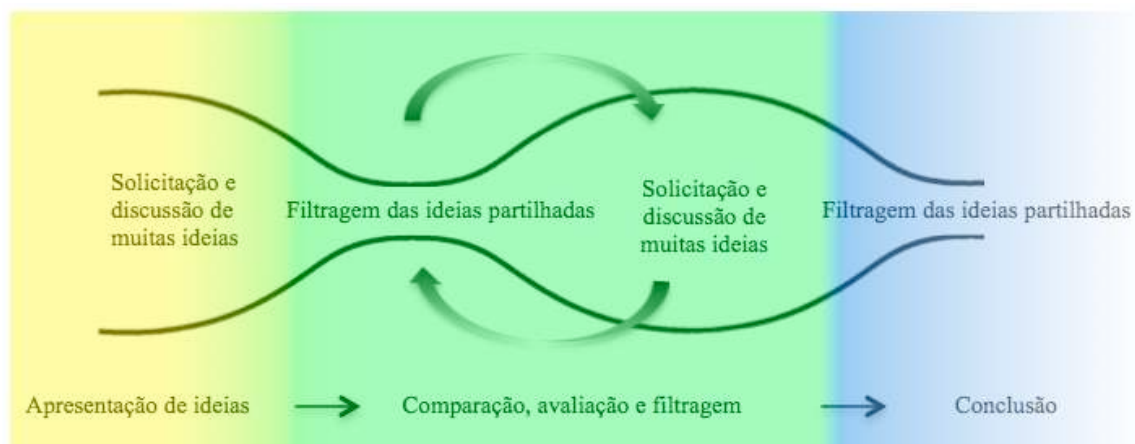 Solicitação e
discussão de
muitas ideias
Filtragem das ideias partilhadas
Solicitação e
discussão de
muitas ideias
Filtragem das ideias partilhadas
Apresentação de ideias
Comparação, avaliação e filtragem
Conclusão